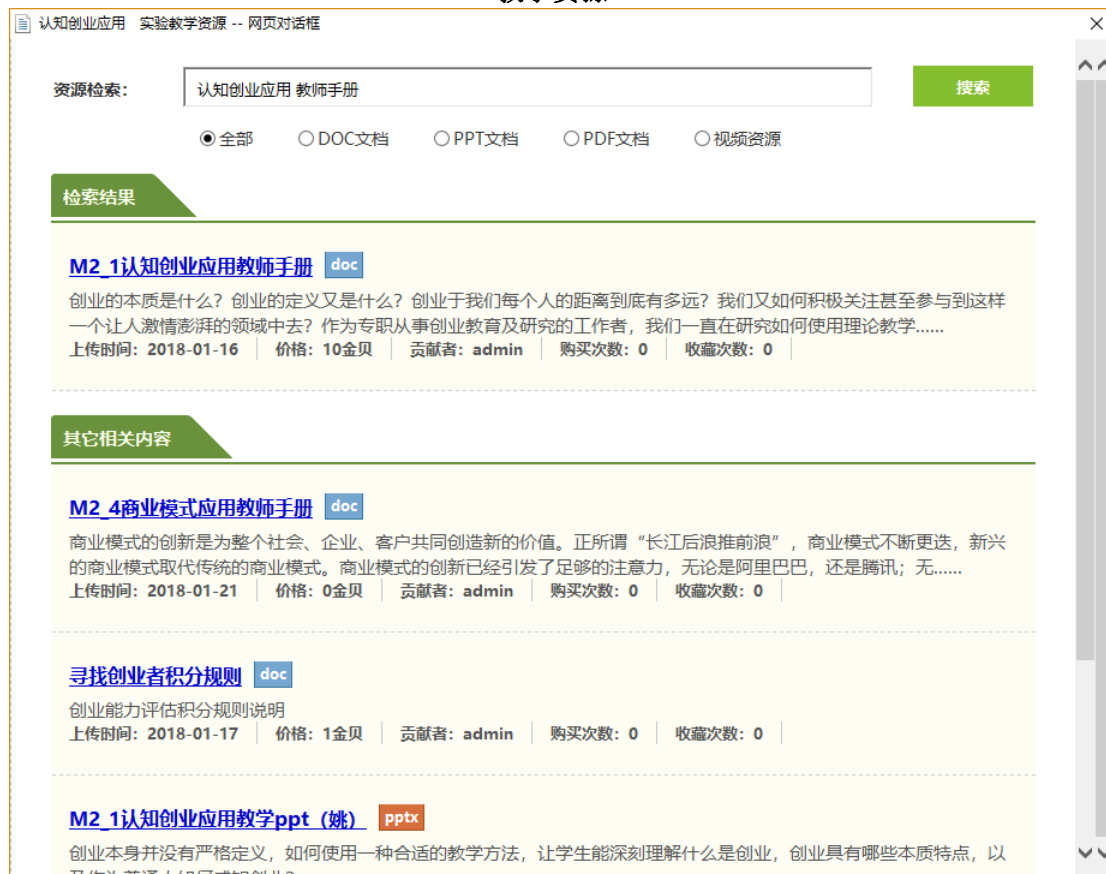 认知创业应用 实验教学资源 -- 网页对话框
资源检索： 认知创业应用 教师手册 搜索
全部 DOC文档 PPT文档 PDF文档 视频资源
检索结果
M2_1认知创业应用教师手册 doc
创业的本质是什么？创业的定义又是什么？创业于我们每个人的距离到底有多远？我们又如何积极关注甚至参与到这样
一个让人激情澎湃的领域中去？作为专职从事创业教育及研究的工作者，我们一直在研究如何使用理论教学......
上传时间：2018-01-16 价格：10金贝 贡献者：admin 购买次数：0 收藏次数：0
其它相关内容
M2_4商业模式应用教师手册 doc
商业模式的创新是为整个社会、企业、客户共同创造新的价值。正所谓“长江后浪推前浪”，商业模式不断更迭，新兴
的商业模式取代传统的商业模式。商业模式的创新已经引发了足够的注意力，无论是阿里巴巴，还是腾讯；无......
上传时间：2018-01-21 价格：0金贝 贡献者：admin 购买次数：0 收藏次数：0
寻找创业者积分规则 doc
创业能力评估积分规则说明
上传时间：2018-01-17 价格：1金贝 贡献者：admin 购买次数：0 收藏次数：0
M2_1认知创业应用教学ppt（姚） pptx
创业本身并没有严格定义，如何使用一种合适的教学方法，让学生能深刻理解什么是创业，创业具有哪些本质特点，以